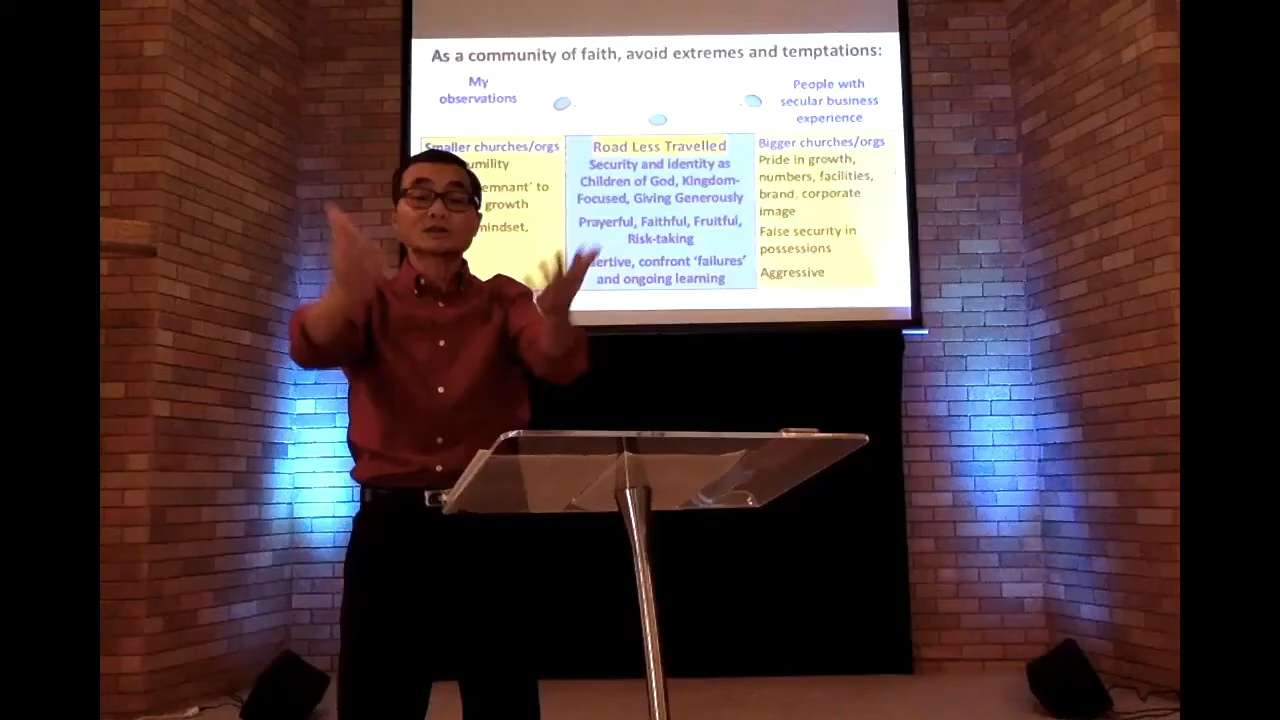 As a community of faith, avoid extremes and temptations:
My
observations
People with
secular business
experience
Smaller churches/orgs
emnant' to
growth
mindset,
Road Less Travelled
Security and identity as
Children of God, Kingdom-
Focused, Giving Generously
Prayerful, Faithful, Fruitful,
Risk-taking
confront 'failures'
and ongoing learning
Bigger churches/orgs
Pride in growth,
numbers, facilities,
brand, corporate
image
False security in
possessions
Aggressive